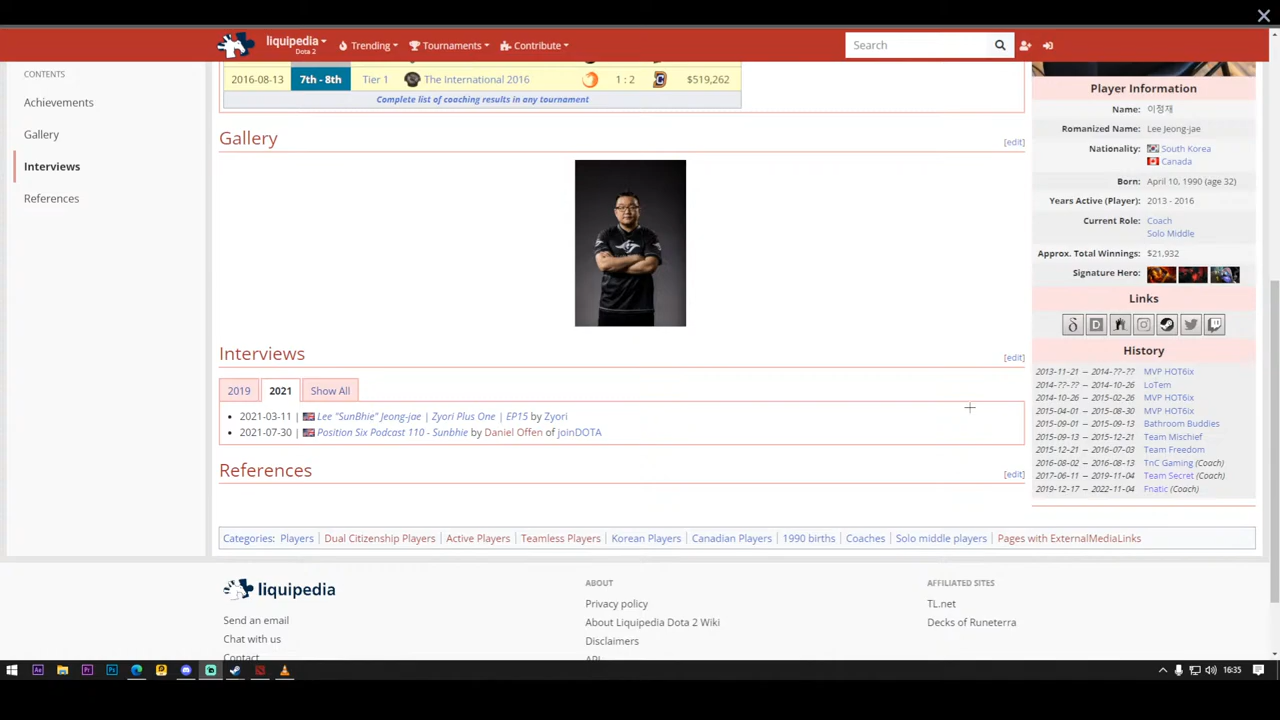 liquipedia
Dota 2
Trending
Tournaments
Contribute
Search
CONTENTS
Achievements
Gallery
Interviews
References
2016-08-13 7th - 8th Tier 1 The International 2016 1 : 2 $519,262
Complete list of coaching results in any tournament
Gallery [edit]
Interviews [edit]
2019 2021 Show All
2021-03-11 | Lee "SunBhie" Jeong-jae | Zyori Plus One | EP15 by Zyori
2021-07-30 | Position Six Podcast 110 - Sunbhie by Daniel Offen of joinDOTA
References [edit]
Player Information
Name: 이정재
Romanized Name: Lee Jeong-jae
Nationality: South Korea
Canada
Born: April 10, 1990 (age 32)
Years Active (Player): 2013 - 2016
Current Role: Coach
Solo Middle
Approx. Total Winnings: $21,932
Signature Hero:
Links
History
2013-11-21 — 2014-??-?? MVP HOT6ix
2014-??-?? — 2014-10-26 LoTem
2014-10-26 — 2015-02-26 MVP HOT6ix
2015-04-01 — 2015-08-30 MVP HOT6ix
2015-09-01 — 2015-09-13 Bathroom Buddies
2015-09-13 — 2015-12-21 Team Mischief
2015-12-21 — 2016-07-03 Team Freedom
2016-08-02 — 2016-08-13 TnC Gaming (Coach)
2017-06-11 — 2019-11-04 Team Secret (Coach)
2019-12-17 — 2022-11-04 Fnatic (Coach)
Categories: Players | Dual Citizenship Players | Active Players | Teamless Players | Korean Players | Canadian Players | 1990 births | Coaches | Solo middle players | Pages with ExternalMediaLinks
liquipedia
Send an email
Chat with us
Contact
ABOUT
Privacy policy
About Liquipedia Dota 2 Wiki
Disclaimers
API
AFFILIATED SITES
TL.net
Decks of Runeterra
16:35